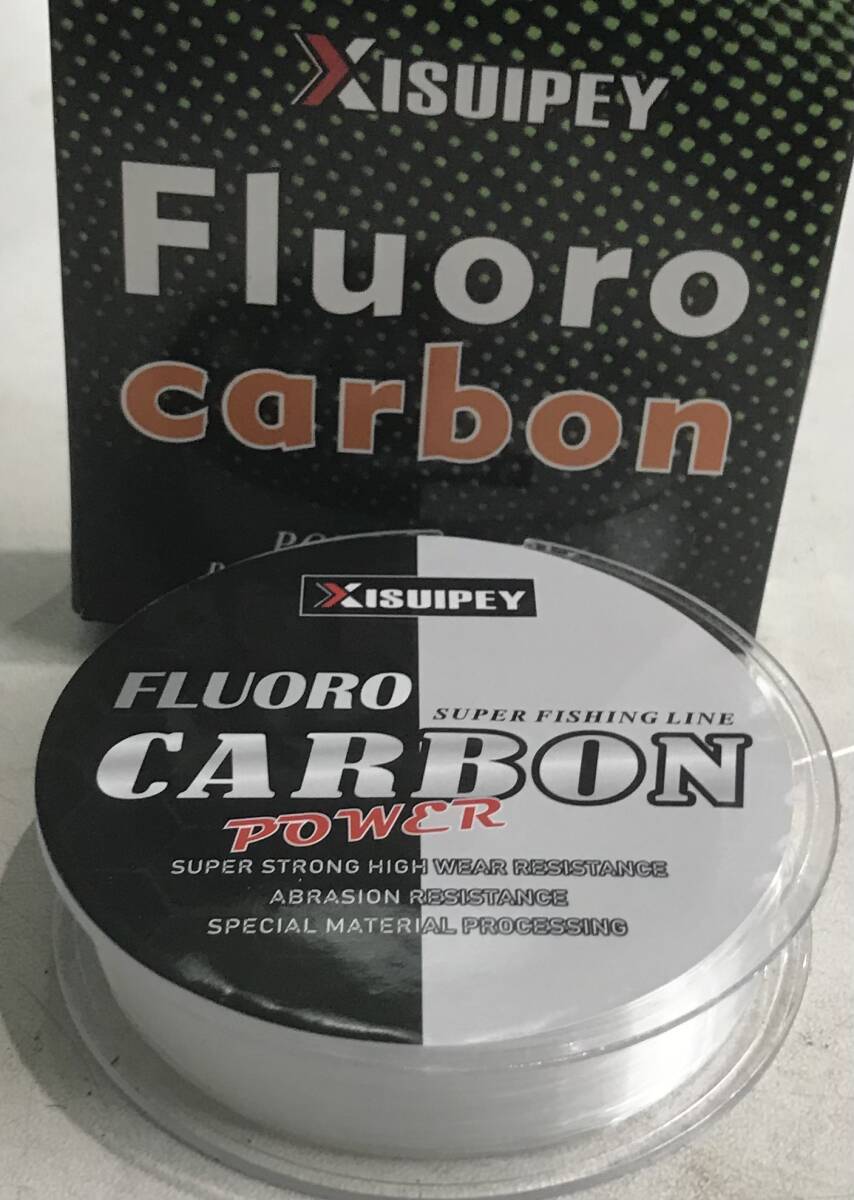 XISUIPEY
Fluoro
carbon
XISUIPEY
FLUORO
SUPER FISHING LINE
CARBON
POWER
SUPER STRONG HIGH WEAR RESISTANCE
ABRASION RESISTANCE
SPECIAL MATERIAL PROCESSING